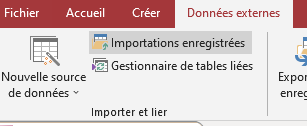 Fichier Accueil Créer Données externes
Importations enregistrées
Nouvelle source de données
Gestionnaire de tables liées
Importer et lier